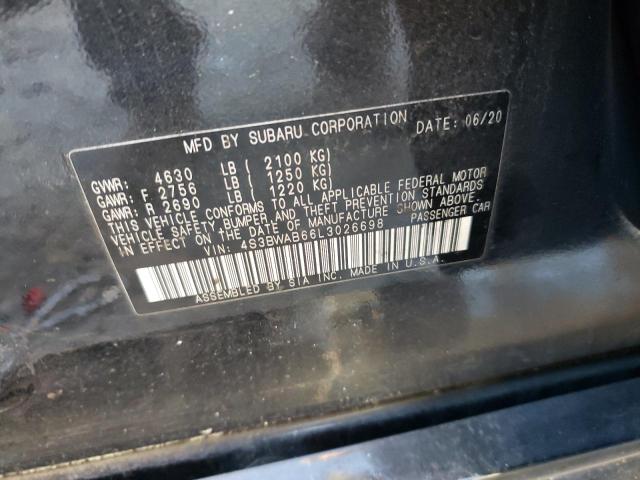 MFD BY SUBARU CORPORATION DATE: 06/20
GVWR: 4630 LB ( 2100 KG)
GAWR: F 2756 LB ( 1250 KG)
GAWR: R 2690 LB ( 1220 KG)
THIS VEHICLE CONFORMS TO ALL APPLICABLE FEDERAL MOTOR
VEHICLE SAFETY, BUMPER, AND THEFT PREVENTION STANDARDS
IN EFFECT ON THE DATE OF MANUFACTURE SHOWN ABOVE.
VIN: 4S3BWAB66L3026698 PASSENGER CAR
ASSEMBLED BY SIA INC. MADE IN U.S.A.